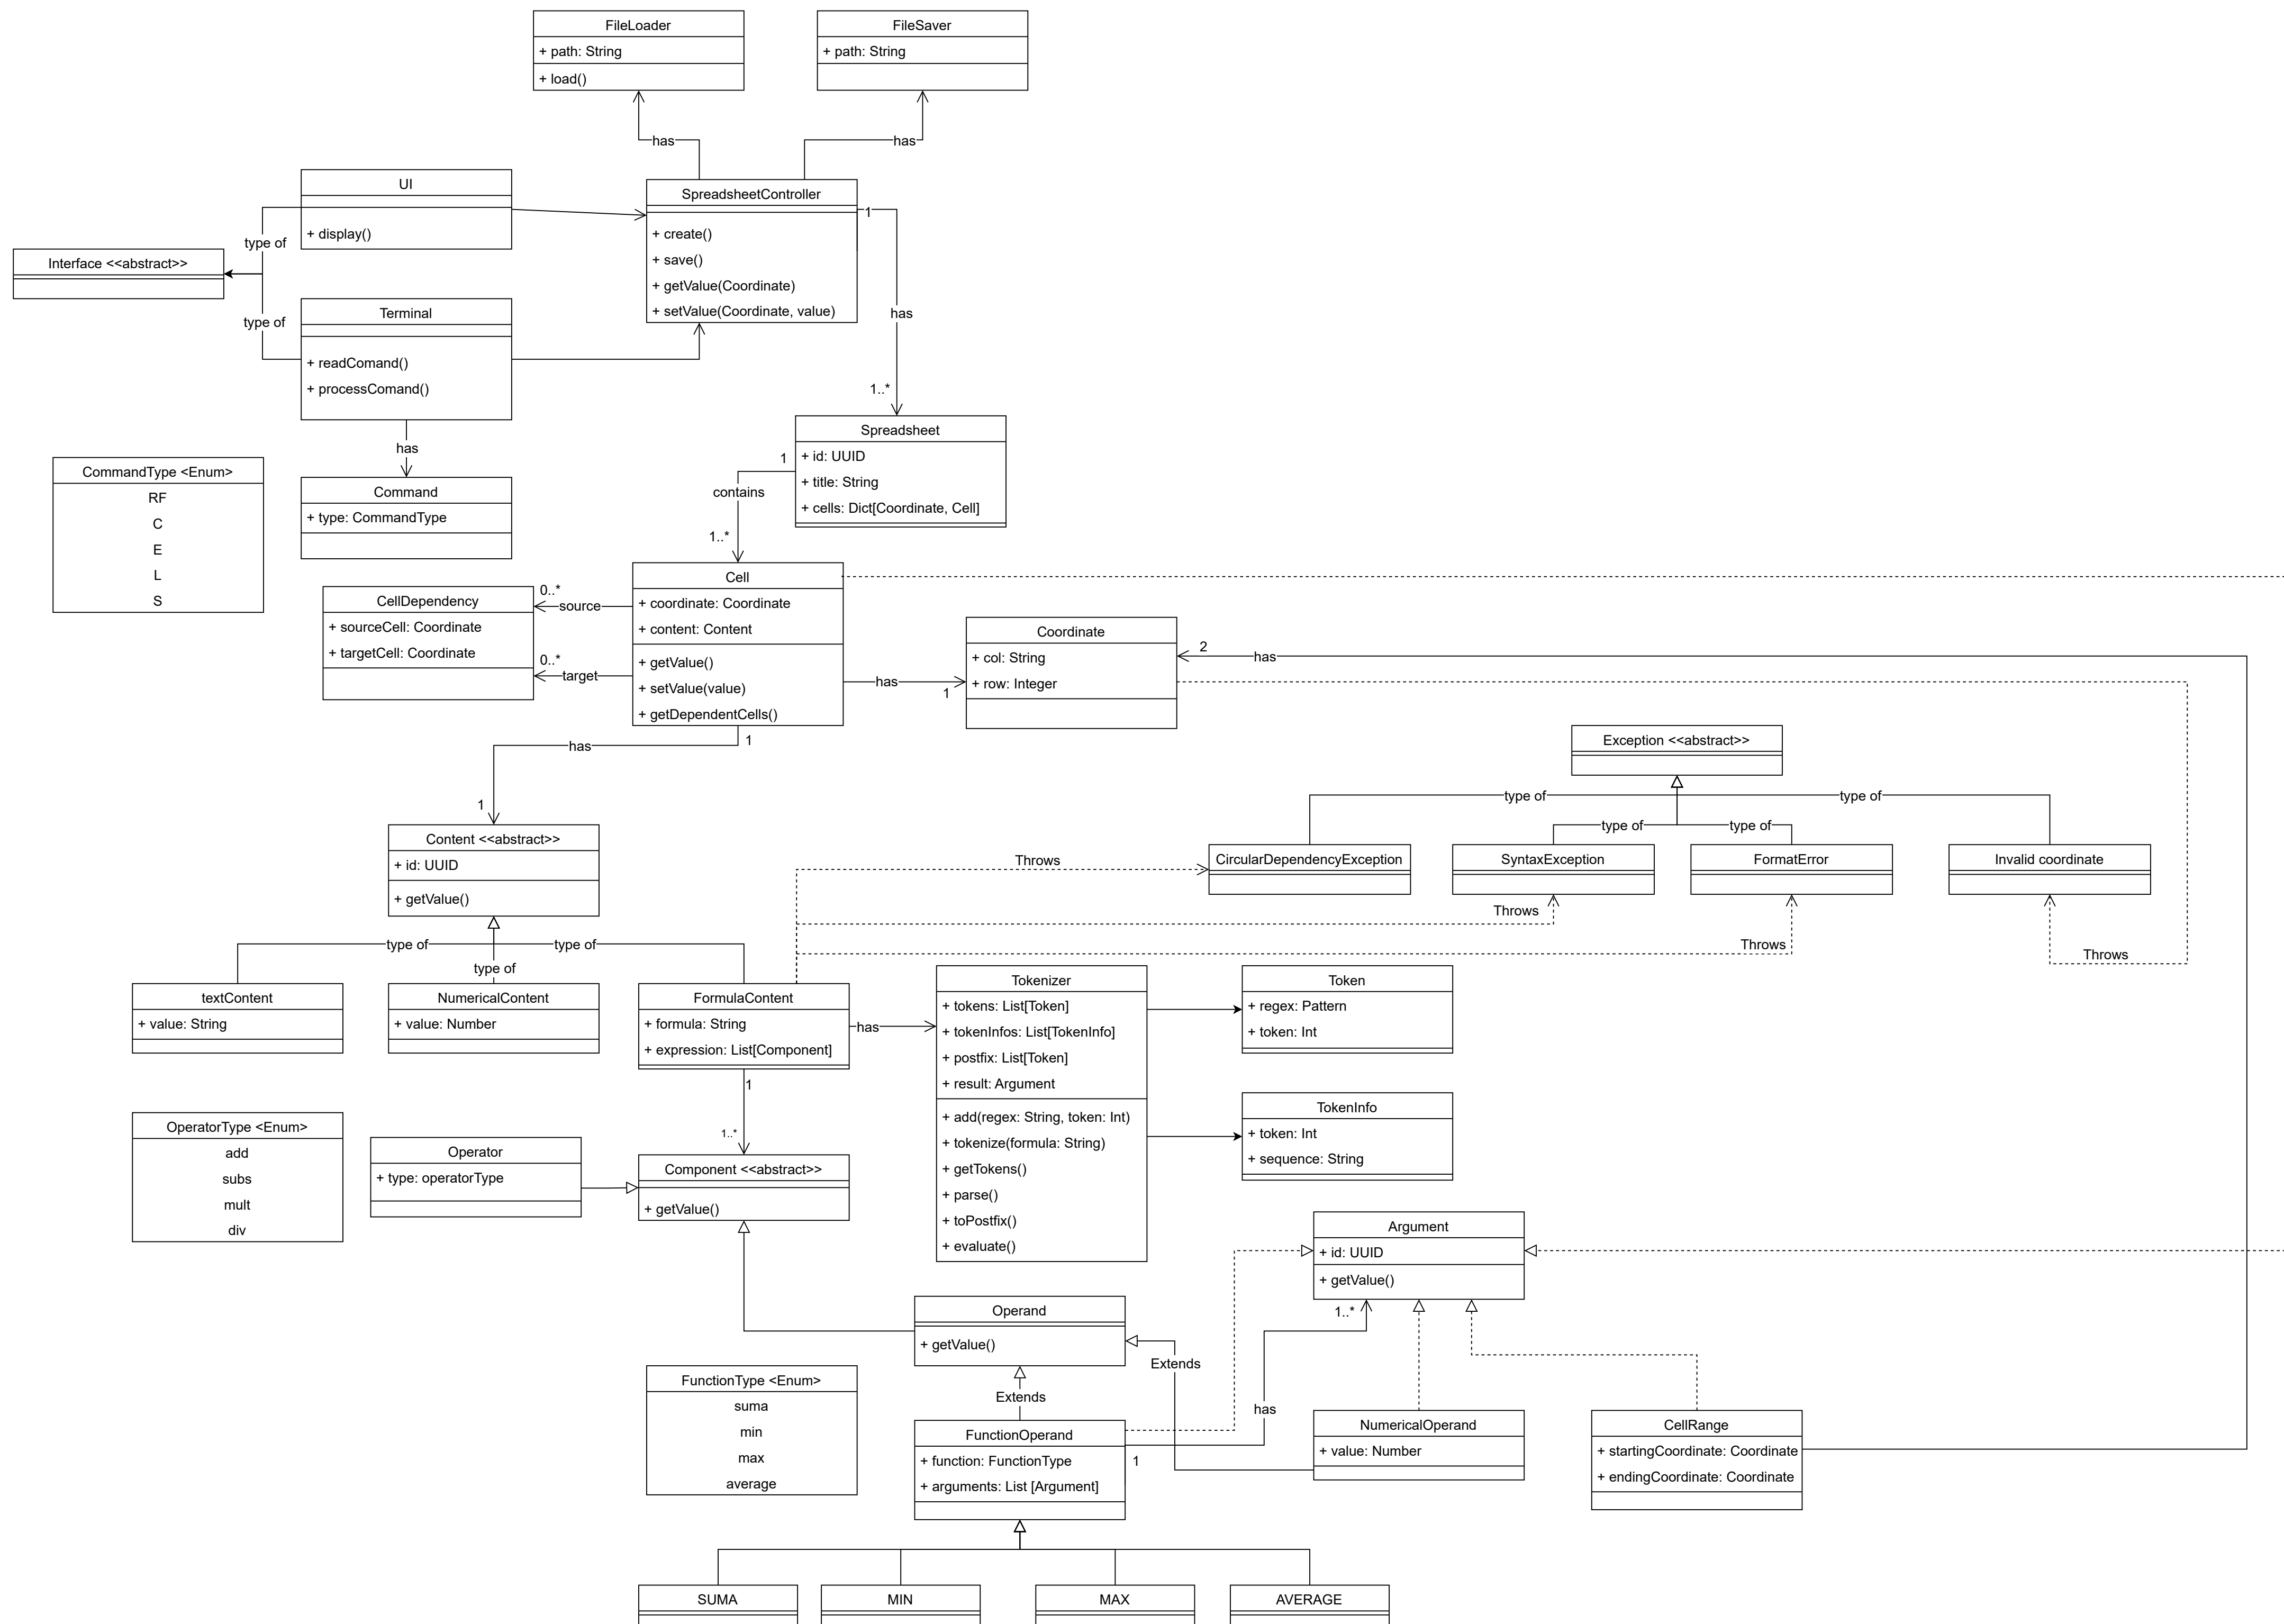 FileLoader
+ path: String
+ load()
FileSaver
+ path: String
has
has
UI
+ display()
SpreadsheetController
+ create()
+ save()
+ getValue(Coordinate)
+ setValue(Coordinate, value)
1
type of
Interface <<abstract>>
type of
Terminal
+ readComand()
+ processComand()
has
1..*
has
Spreadsheet
+ id: UUID
+ title: String
+ cells: Dict[Coordinate, Cell]
1
contains
1..*
CommandType <Enum>
RF
C
E
L
S
Command
+ type: CommandType
CellDependency
+ sourceCell: Coordinate
+ targetCell: Coordinate
0..*
source
0..*
target
Cell
+ coordinate: Coordinate
+ content: Content
+ getValue()
+ setValue(value)
+ getDependentCells()
has
1
Coordinate
+ col: String
+ row: Integer
2
has
1
has
1
Exception <<abstract>>
type of
type of
type of
type of
CircularDependencyException
SyntaxException
FormatError
Invalid coordinate
Throws
Throws
Throws
Throws
Content <<abstract>>
+ id: UUID
+ getValue()
type of
type of
type of
textContent
+ value: String
NumericalContent
+ value: Number
FormulaContent
+ formula: String
+ expression: List[Component]
has
1
1..*
Tokenizer
+ tokens: List[Token]
+ tokenInfos: List[TokenInfo]
+ postfix: List[Token]
+ result: Argument
+ add(regex: String, token: Int)
+ tokenize(formula: String)
+ getTokens()
+ parse()
+ toPostfix()
+ evaluate()
Token
+ regex: Pattern
+ token: Int
TokenInfo
+ token: Int
+ sequence: String
OperatorType <Enum>
add
subs
mult
div
Operator
+ type: operatorType
Component <<abstract>>
+ getValue()
Argument
+ id: UUID
+ getValue()
1..*
Operand
+ getValue()
Extends
Extends
has
FunctionType <Enum>
suma
min
max
average
FunctionOperand
+ function: FunctionType
+ arguments: List [Argument]
1
NumericalOperand
+ value: Number
CellRange
+ startingCoordinate: Coordinate
+ endingCoordinate: Coordinate
SUMA
MIN
MAX
AVERAGE